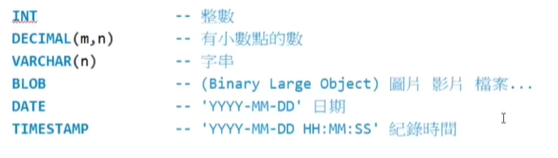 INT -- 整數
DECIMAL(m,n) -- 有小數點的數
VARCHAR(n) -- 字串
BLOB -- (Binary Large Object) 圖片 影片 檔案...
DATE -- 'YYYY-MM-DD' 日期
TIMESTAMP -- 'YYYY-MM-DD HH:MM:SS' 紀錄時間